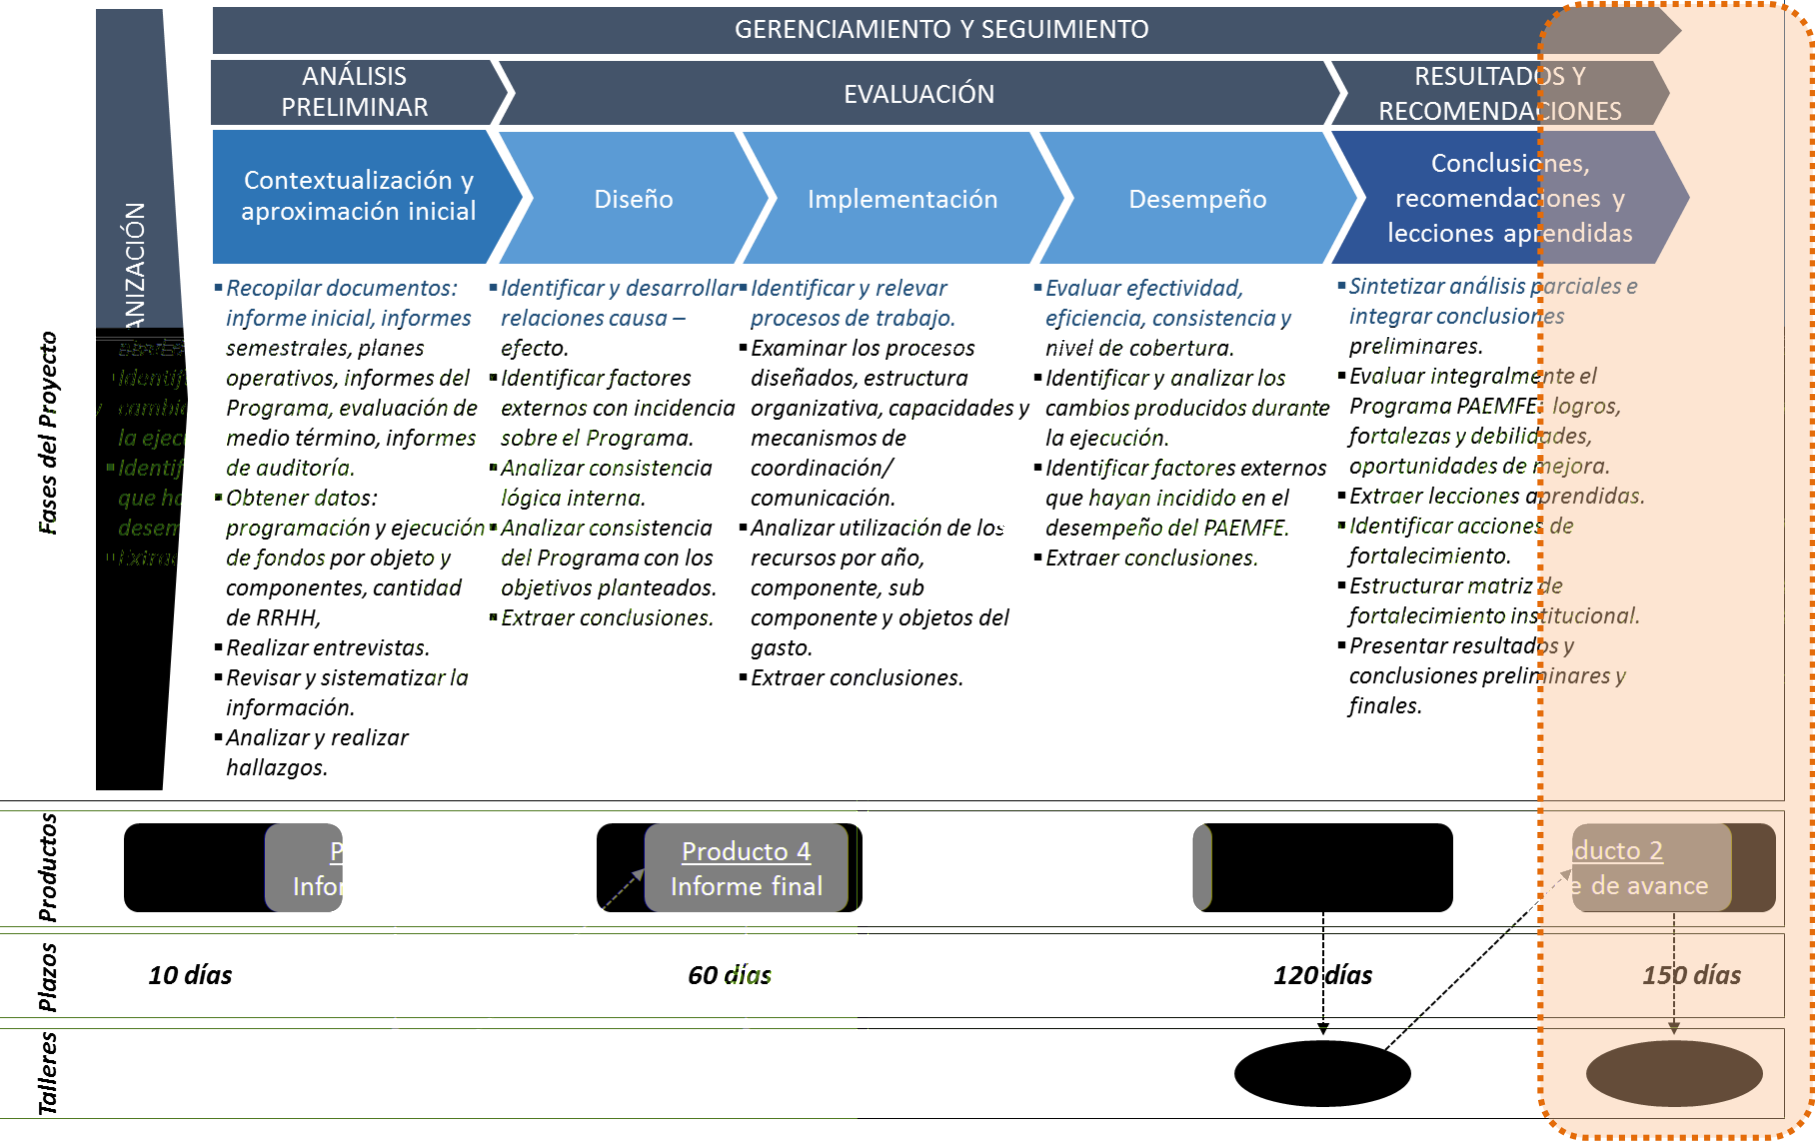 GERENCIAMIENTO Y SEGUIMIENTO
ANÁLISIS
PRELIMINAR
EVALUACIÓN
RESULTADOS Y
RECOMENDACIONES
ANIZACIÓN
Contextualización y
aproximación inicial
Diseño
Implementación
Desempeño
Conclusiones,
recomendaciones y
lecciones aprendidas
Fases del Proyecto
▪Recopilar documentos:
informe inicial, informes
semestrales, planes
operativos, informes del
Programa, evaluación de
medio término, informes
de auditoría.
▪Obtener datos:
programación y ejecución
de fondos por objeto y
componentes, cantidad
de RRHH,
▪Realizar entrevistas.
▪Revisar y sistematizar la
información.
▪Analizar y realizar
hallazgos.
▪Identificar y desarrollar
relaciones causa –
efecto.
▪Identificar factores
externos con incidencia
sobre el Programa.
▪Analizar consistencia
lógica interna.
▪Analizar consistencia
del Programa con los
objetivos planteados.
▪Extraer conclusiones.
▪Identificar y relevar
procesos de trabajo.
▪Examinar los procesos
diseñados, estructura
organizativa, capacidades y
mecanismos de
coordinación/
comunicación.
▪Analizar utilización de los
recursos por año,
componente, sub
componente y objetos del
gasto.
▪Extraer conclusiones.
▪Evaluar efectividad,
eficiencia, consistencia y
nivel de cobertura.
▪Identificar y analizar los
cambios producidos durante
la ejecución.
▪Identificar factores externos
que hayan incidido en el
desempeño del PAEMFE.
▪Extraer conclusiones.
▪Sintetizar análisis parciales e
integrar conclusiones
preliminares.
▪Evaluar integralmente el
Programa PAEMFE: logros,
fortalezas y debilidades,
oportunidades de mejora.
▪Extraer lecciones aprendidas.
▪Identificar acciones de
fortalecimiento.
▪Estructurar matriz de
fortalecimiento institucional.
▪Presentar resultados y
conclusiones preliminares y
finales.
Productos
P
Infor
Producto 4
Informe final
ducto 2
e de avance
Plazos
10 días
60 días
120 días
150 días
Talleres